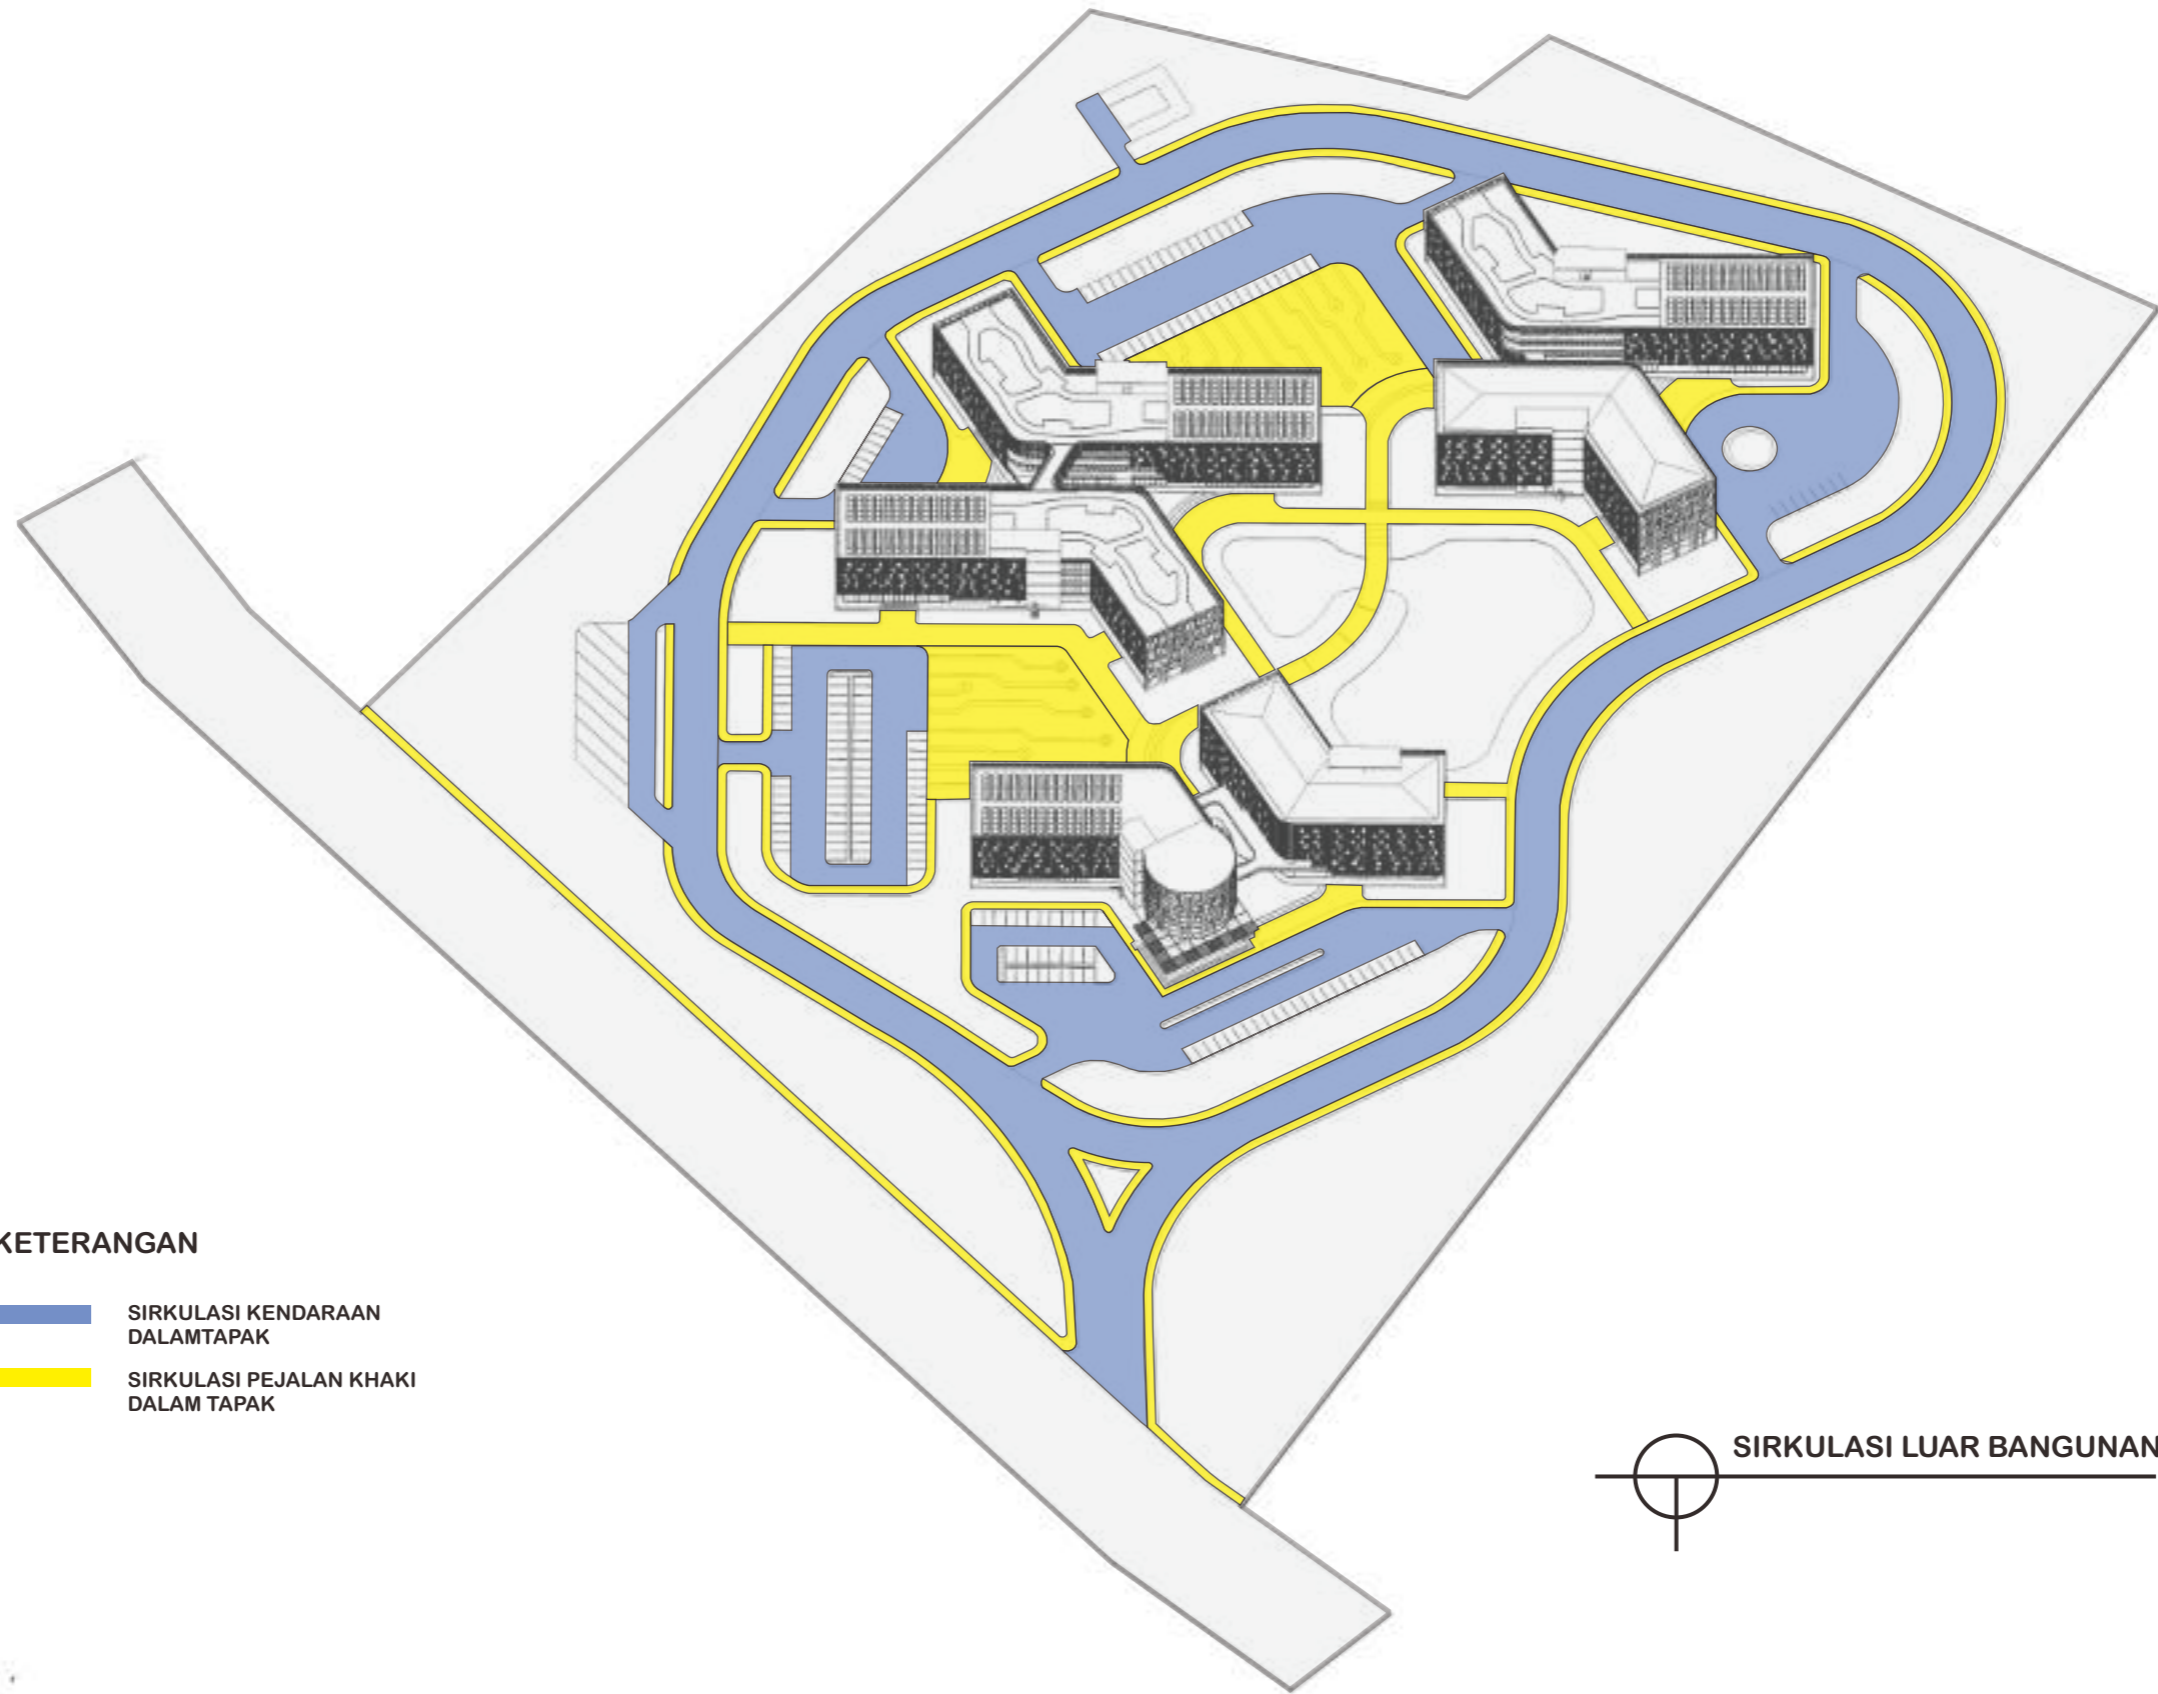 KETERANGAN
SIRKULASI KENDARAAN
DALAMTAPAK
SIRKULASI PEJALAN KHAKI
DALAM TAPAK
SIRKULASI LUAR BANGUNAN